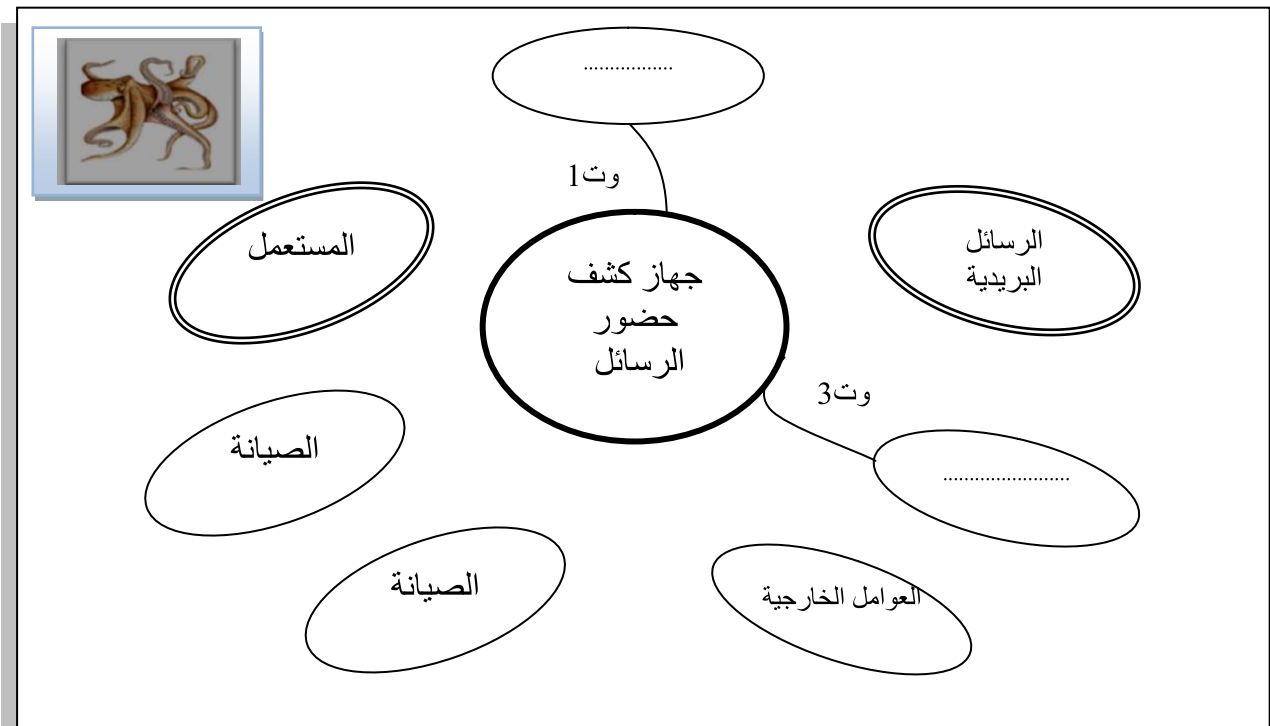 .................
وت1
المستعمل
الرسائل
البريدية
جهاز كشف
حضور
الرسائل
وت3
الصيانة
........................
الصيانة
العوامل الخارجية